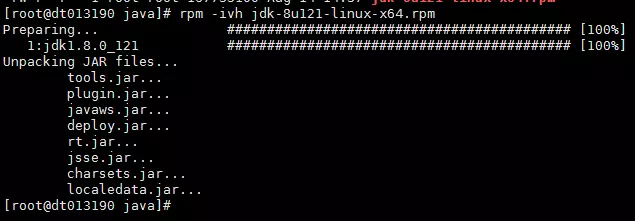 [root@dt013190 java]# rpm -ivh jdk-8u121-linux-x64.rpm
Preparing... ########################################### [100%]
1:jdk1.8.0_121 ########################################### [100%]
Unpacking JAR files...
tools.jar...
plugin.jar...
javaws.jar...
deploy.jar...
rt.jar...
jsse.jar...
charsets.jar...
localedata.jar...
[root@dt013190 java]#